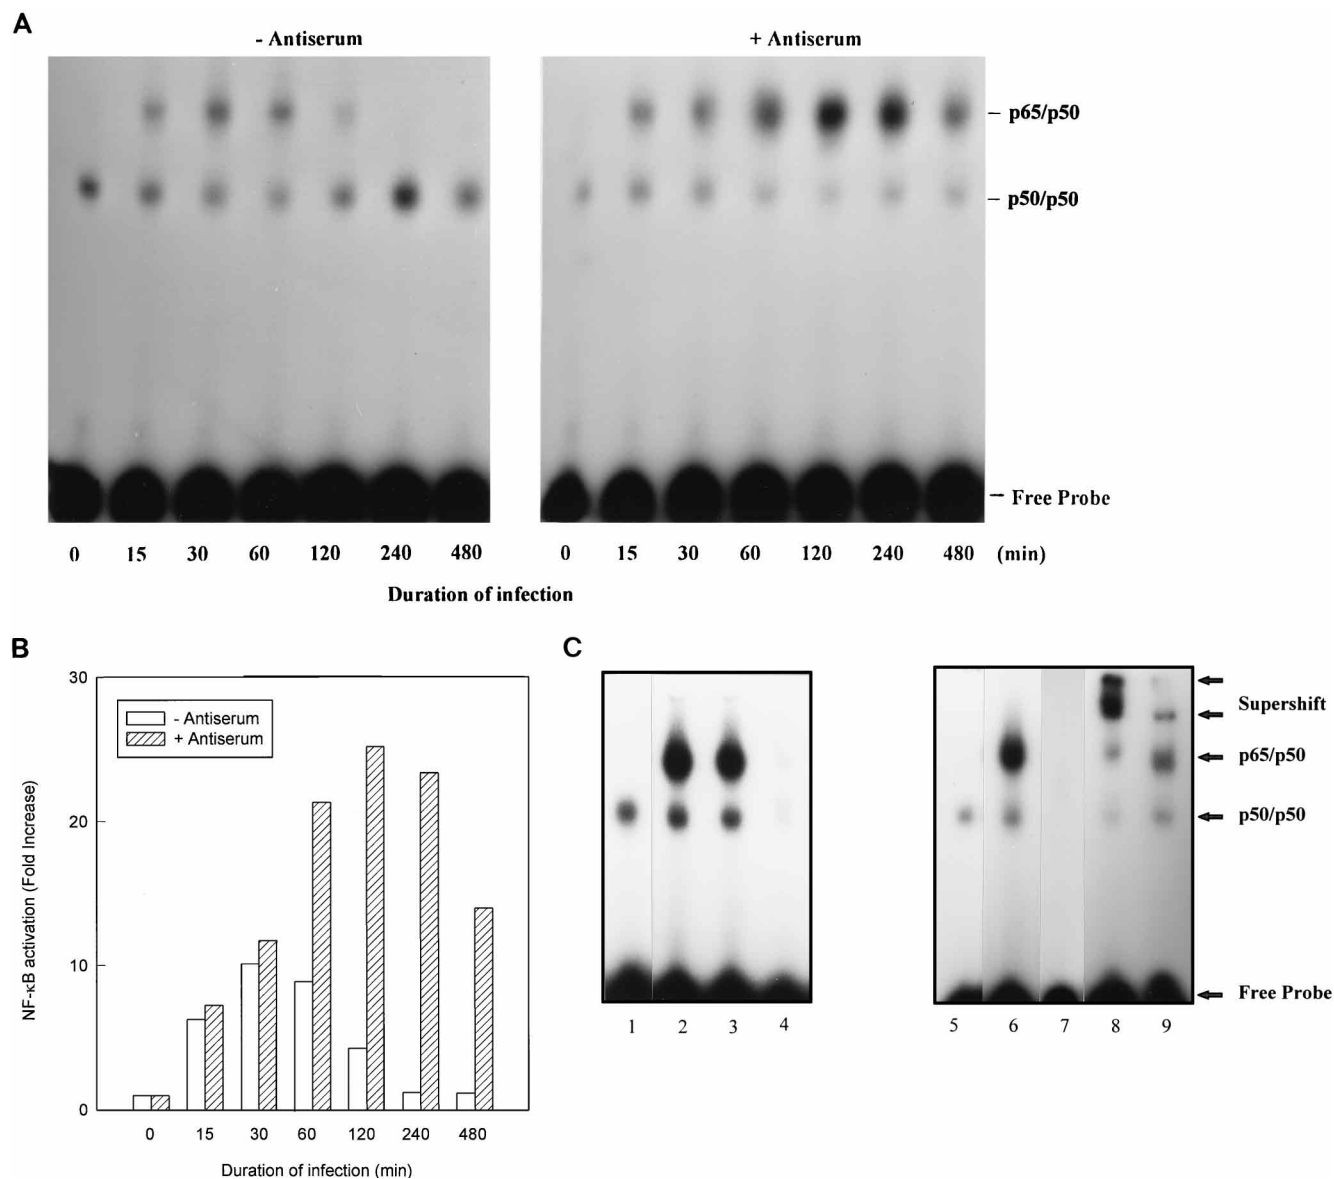 A
- Antiserum
+ Antiserum
p65/p50
p50/p50
Free Probe
0 15 30 60 120 240 480
0 15 30 60 120 240 480 (min)
Duration of infection
B
30
20
10
0
NF-κB activation (Fold Increase)
- Antiserum
+ Antiserum
0 15 30 60 120 240 480
Duration of infection (min)
C
Supershift
p65/p50
p50/p50
Free Probe
1 2 3 4
5 6 7 8 9